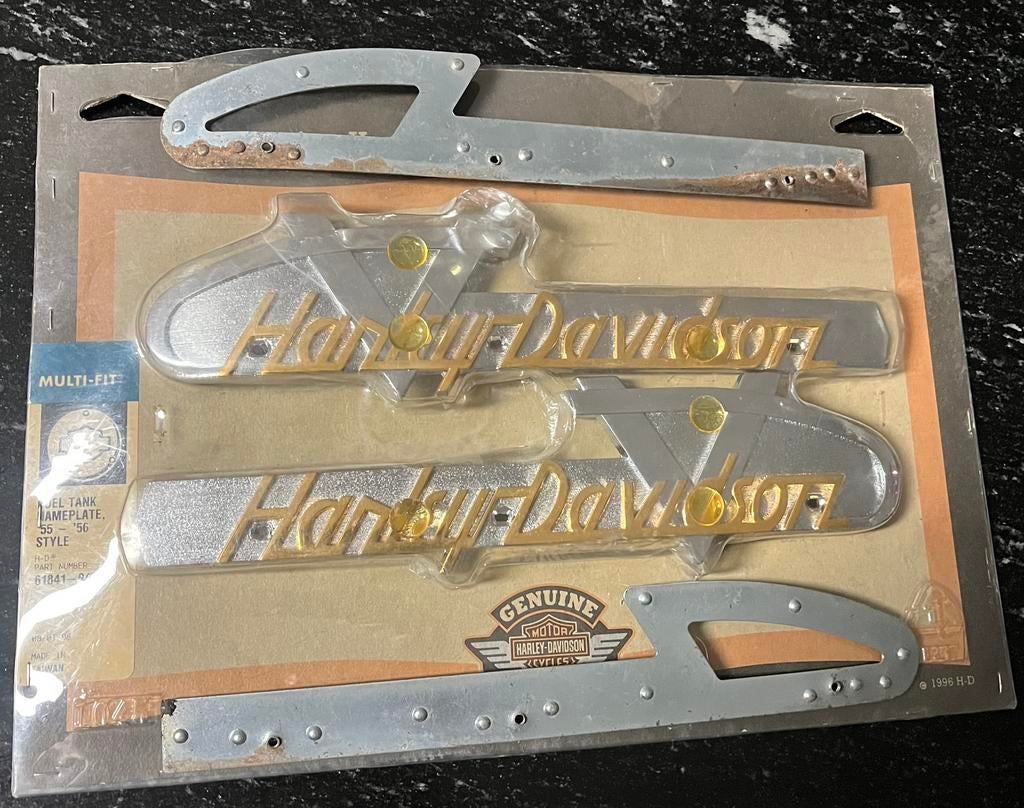 Harley-Davidson
MULTI-FIT
Harley-Davidson
FUEL TANK
NAMEPLATE,
'55 – '56
STYLE
H-D®
PART NUMBER
MADE IN
TAIWAN
GENUINE
MOTOR
HARLEY-DAVIDSON
CYCLES
© 1996 H-D